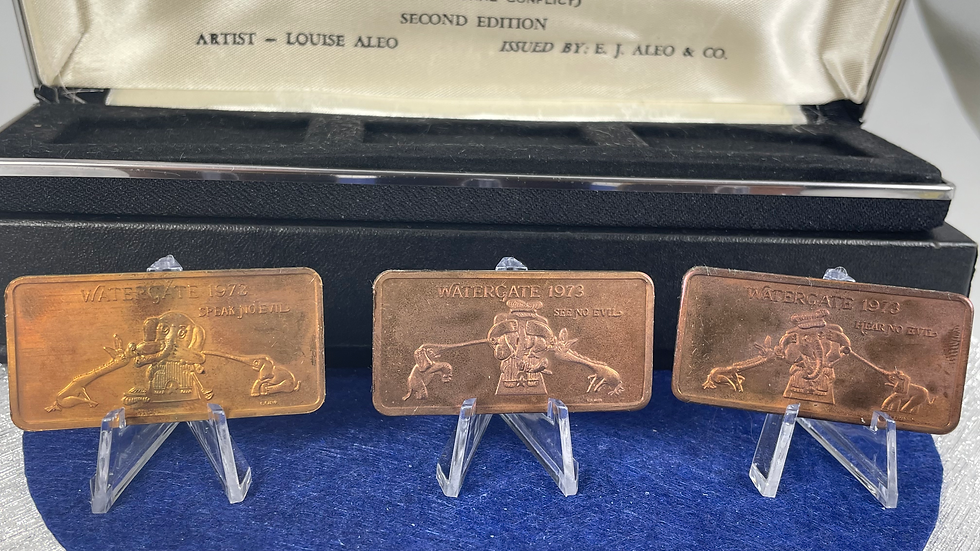 CONFLICT)
SECOND EDITION
ARTIST – LOUISE ALEO
ISSUED BY: E. J. ALEO & CO.
WATERGATE 1973
SPEAK NO EVIL
WATERGATE 1973
SEE NO EVIL
WATERGATE 1973
HEAR NO EVIL